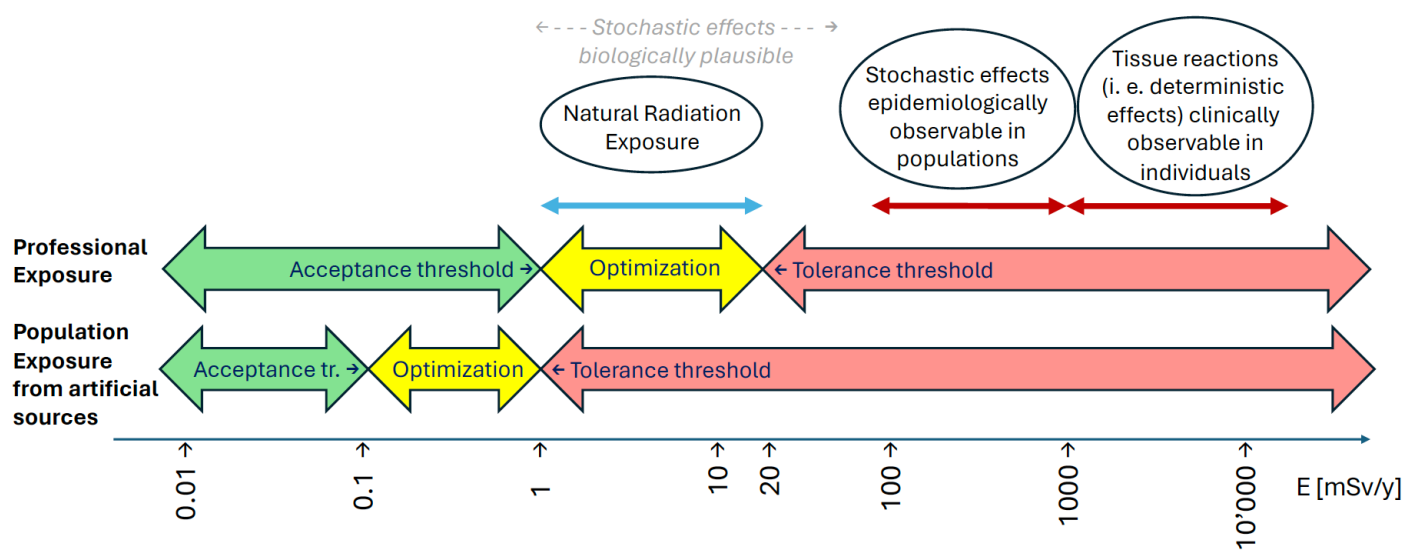 ← - - - Stochastic effects - - - →
biologically plausible
Natural Radiation
Exposure
Stochastic effects
epidemiologically
observable in
populations
Tissue reactions
(i. e. deterministic
effects) clinically
observable in
individuals
Professional
Exposure
Acceptance threshold →
Optimization
← Tolerance threshold
Population
Exposure
from artificial
sources
Acceptance tr. →
Optimization
← Tolerance threshold
0.01
0.1
1
10
20
100
1000
10'000
E [mSv/y]